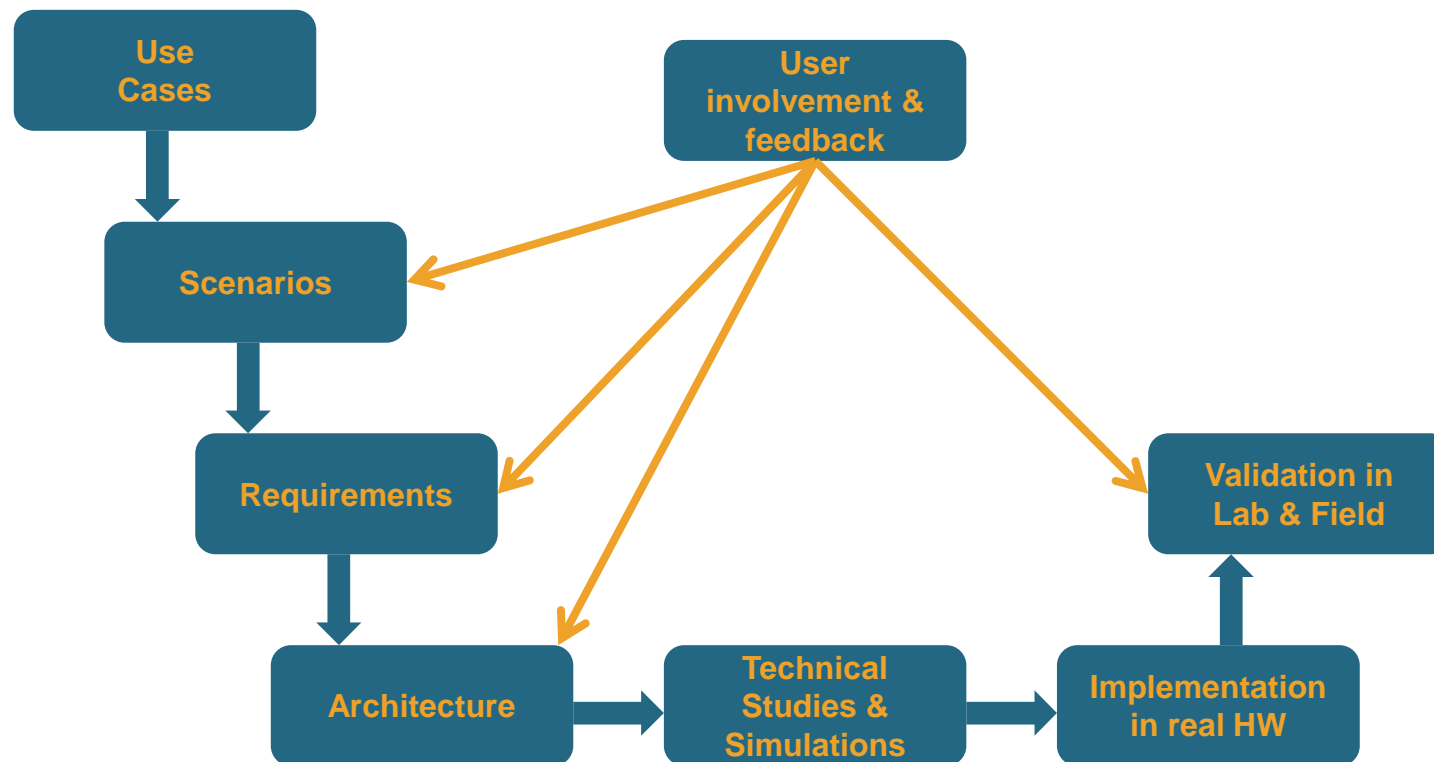 Use
Cases
User
involvement &
feedback
Scenarios
Requirements
Validation in
Lab & Field
Architecture
Technical
Studies &
Simulations
Implementation
in real HW